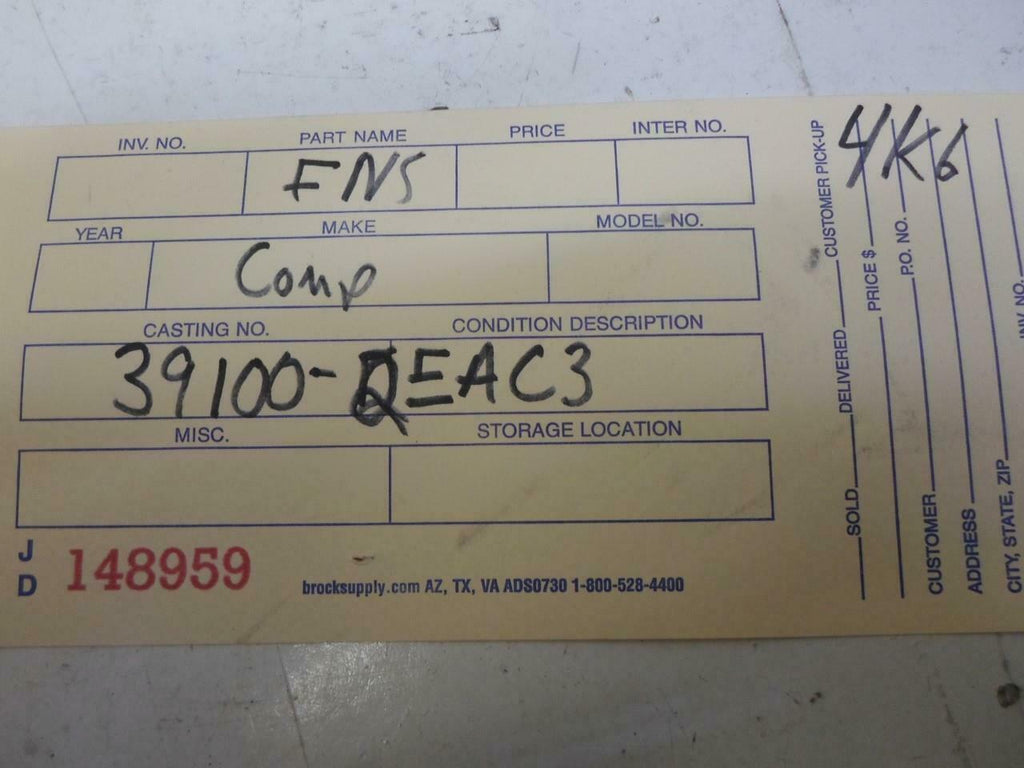 INV. NO. PART NAME PRICE INTER NO.
FNS
YEAR MAKE MODEL NO.
Comp
CASTING NO. CONDITION DESCRIPTION
39100-QEAC3
MISC. STORAGE LOCATION
J
D 148959
brocksupply.com AZ, TX, VA ADS0730 1-800-528-4400
4K6
SOLD DELIVERED CUSTOMER PICK-UP
PRICE $
CUSTOMER P.O. NO.
ADDRESS
CITY, STATE, ZIP
INV. NO.